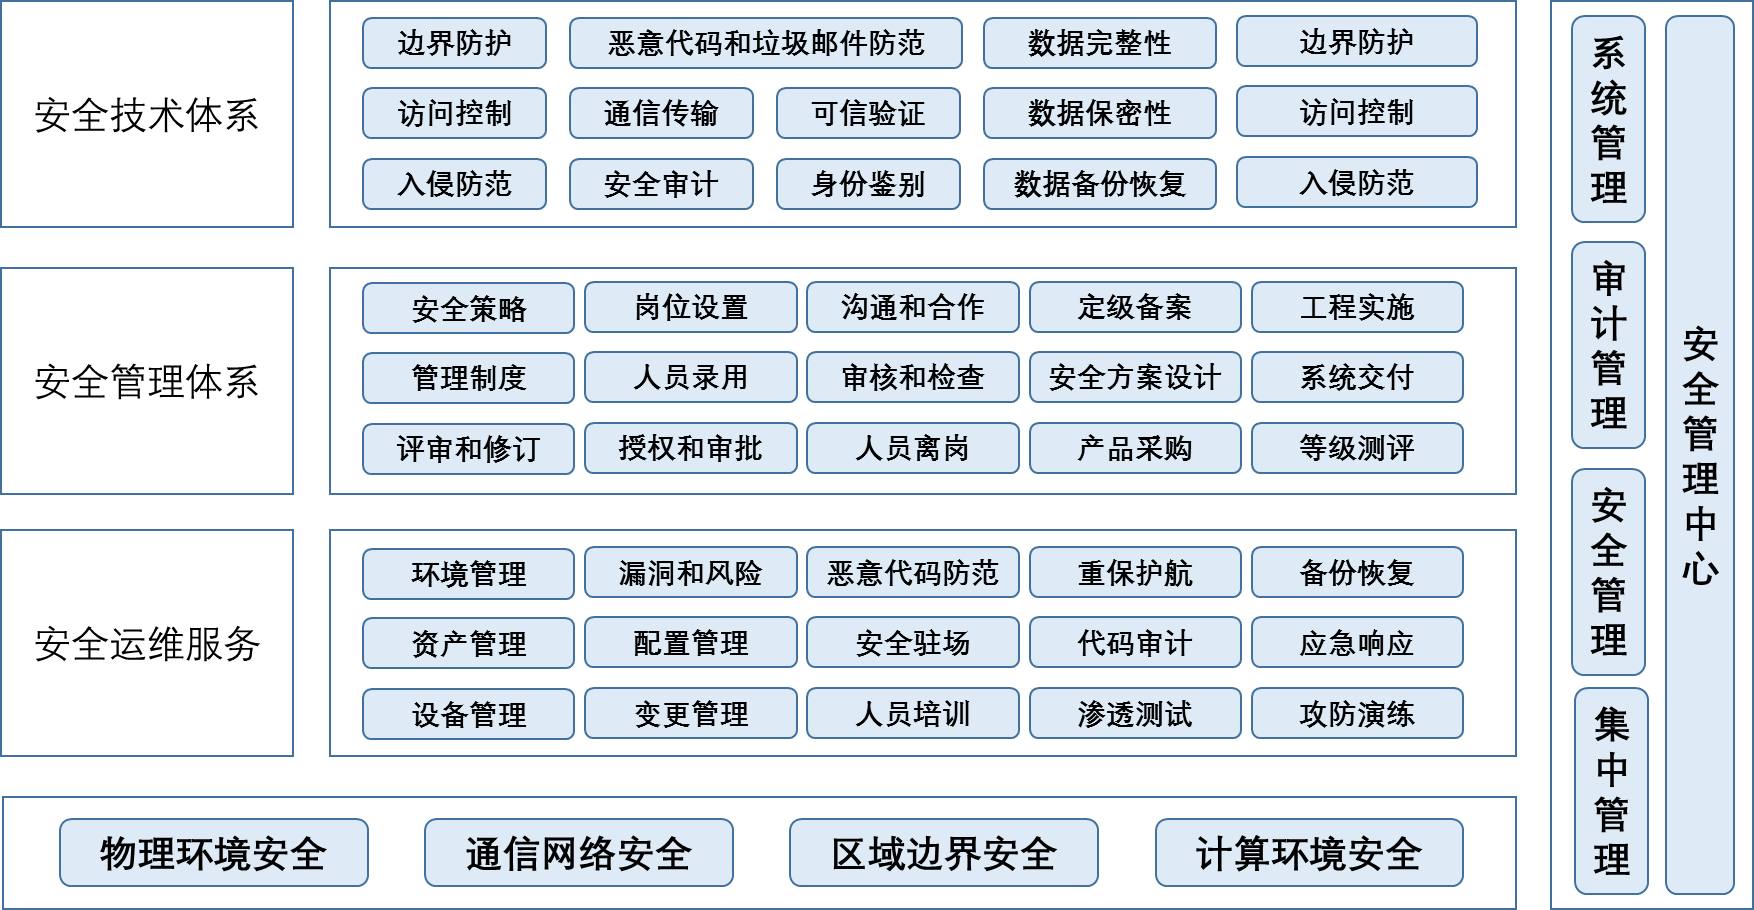 安全技术体系
边界防护
恶意代码和垃圾邮件防范
数据完整性
边界防护
访问控制
通信传输
可信验证
数据保密性
访问控制
入侵防范
安全审计
身份鉴别
数据备份恢复
入侵防范
安全管理体系
安全策略
岗位设置
沟通和合作
定级备案
工程实施
管理制度
人员录用
审核和检查
安全方案设计
系统交付
评审和修订
授权和审批
人员离岗
产品采购
等级测评
安全运维服务
环境管理
漏洞和风险
恶意代码防范
重保护航
备份恢复
资产管理
配置管理
安全驻场
代码审计
应急响应
设备管理
变更管理
人员培训
渗透测试
攻防演练
物理环境安全
通信网络安全
区域边界安全
计算环境安全
系统管理
审计管理
安全管理
集中管理
安全管理中心